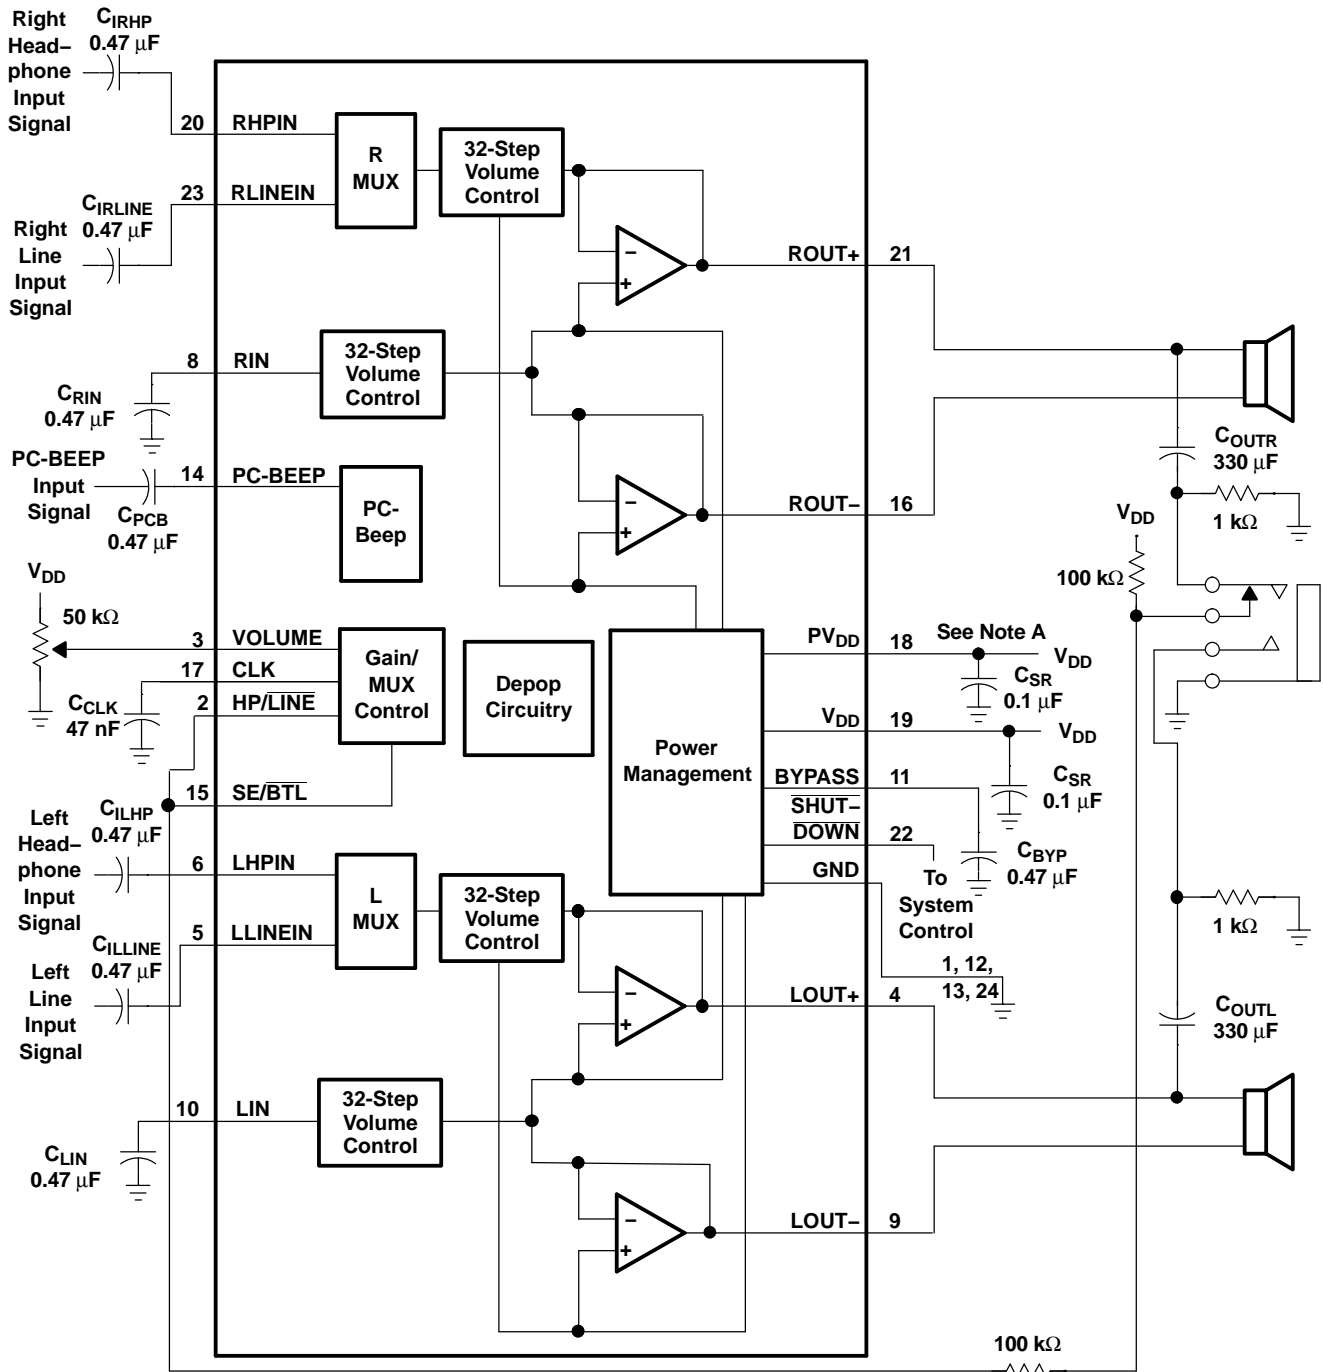 Right
Head–
phone
Input
Signal
CIRHP
0.47 μF
20
RHPIN
R
MUX
32-Step
Volume
Control
23
RLINEIN
CIRLINE
0.47 μF
Right
Line
Input
Signal
–
+
ROUT+
21
8
RIN
32-Step
Volume
Control
CRIN
0.47 μF
COUTR
330 μF
PC-BEEP
Input
Signal
14
PC-BEEP
CPCB
0.47 μF
PC-
Beep
–
+
ROUT–
16
1 kΩ
VDD
100 kΩ
VDD
50 kΩ
3
VOLUME
17
CLK
2
HP/LINE
CCLK
47 nF
Gain/
MUX
Control
Depop
Circuitry
Power
Management
PVDD
18
See Note A
VDD
CSR
0.1 μF
VDD
19
VDD
CSR
0.1 μF
BYPASS
11
SHUT–
DOWN
22
CBYP
0.47 μF
GND
To
System
Control
15
SE/BTL
Left
Head–
phone
Input
Signal
CILHP
0.47 μF
6
LHPIN
L
MUX
32-Step
Volume
Control
5
LLINEIN
CILLINE
0.47 μF
Left
Line
Input
Signal
1 kΩ
1, 12,
13, 24
–
+
LOUT+
4
COUTL
330 μF
10
LIN
32-Step
Volume
Control
CLIN
0.47 μF
–
+
LOUT–
9
100 kΩ